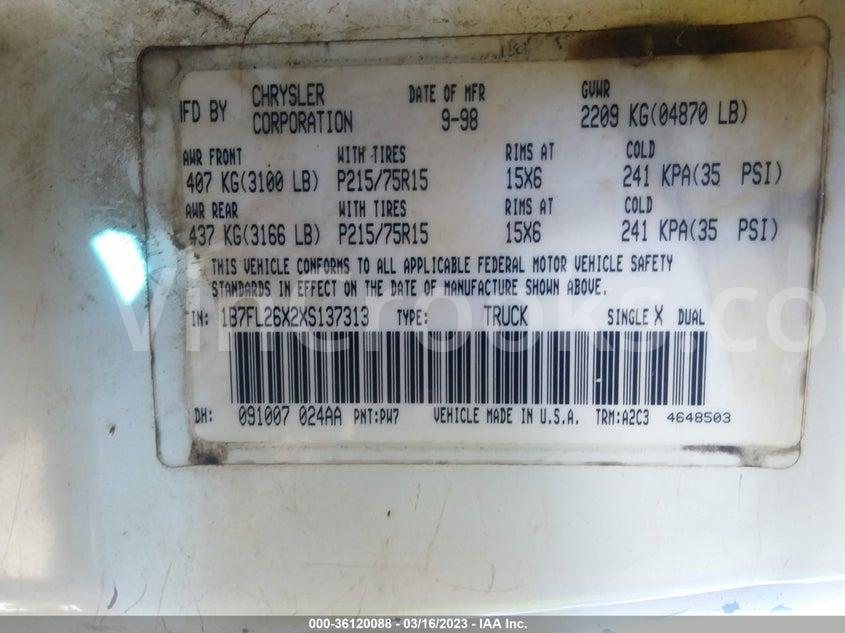 IFD BY CHRYSLER CORPORATION DATE OF MFR 9-98 GVWR 2209 KG(04870 LB)
AWR FRONT WITH TIRES RIMS AT COLD
407 KG(3100 LB) P215/75R15 15X6 241 KPA(35 PSI)
AWR REAR WITH TIRES RIMS AT COLD
437 KG(3166 LB) P215/75R15 15X6 241 KPA(35 PSI)
THIS VEHICLE CONFORMS TO ALL APPLICABLE FEDERAL MOTOR VEHICLE SAFETY
STANDARDS IN EFFECT ON THE DATE OF MANUFACTURE SHOWN ABOVE.
IN: 1B7FL26X2XS137313 TYPE: TRUCK SINGLE X DUAL
DH: 091007 024AA PNT:PW7 VEHICLE MADE IN U.S.A. TRM:A2C3 4648503
000-36120088 - 03/16/2023 - IAA Inc.